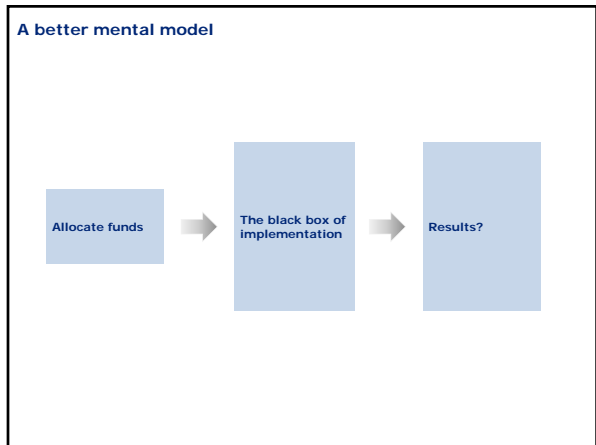 A better mental model
Allocate funds
The black box of
implementation
Results?